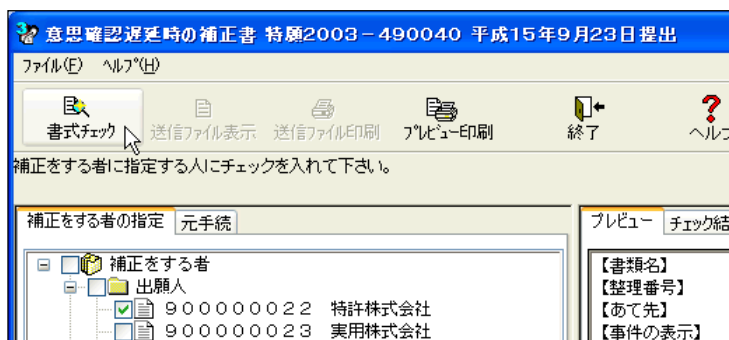 意思確認遅延時の補正書 特願2003－490040 平成15年9月23日提出
ﾌｧｲﾙ(F) ﾍﾙﾌﾟ(H)
書式ﾁｪｯｸ 送信ﾌｧｲﾙ表示 送信ﾌｧｲﾙ印刷 ﾌﾟﾚﾋﾞｭｰ印刷 終了 ヘルプ
補正をする者に指定する人にチェックを入れて下さい。
補正をする者の指定 元手続 プレビュー チェック結
補正をする者 【書類名】
出願人 【整理番号】
９０００００００２２ 特許株式会社 【あて先】
９０００００００２３ 実用株式会社 【事件の表示】